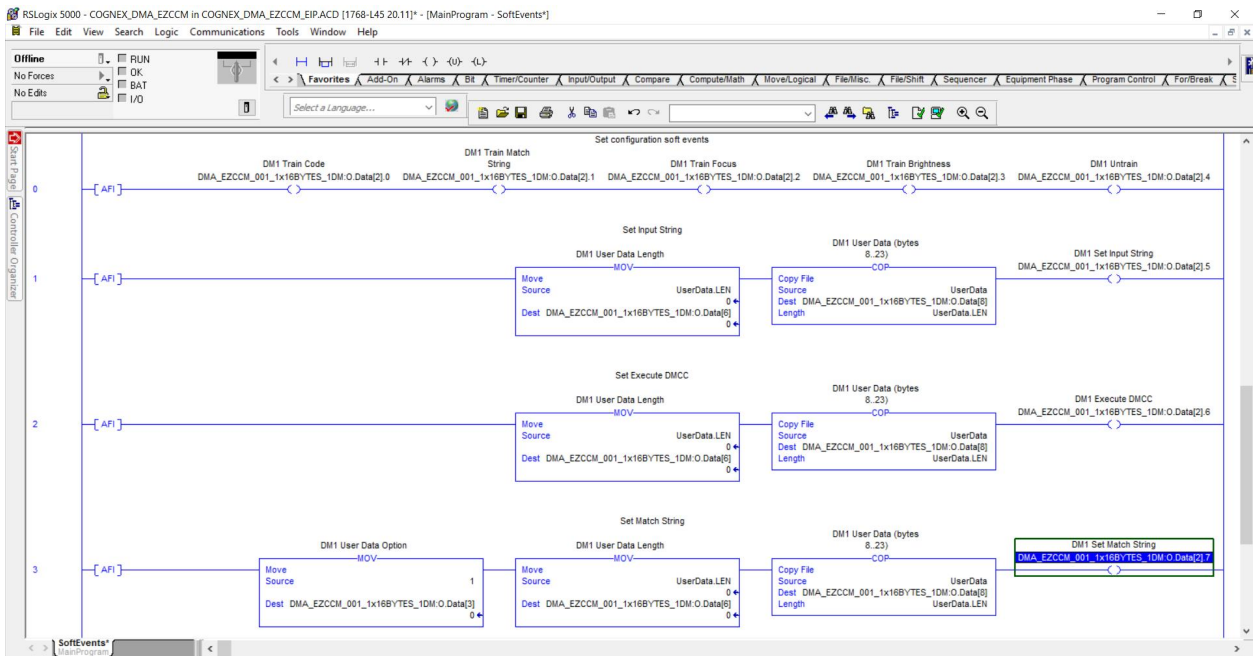 RSLogix 5000 - COGNEX_DMA_EZCCM in COGNEX_DMA_EZCCM_EIP.ACD [1768-L45 20.11]* - [MainProgram - SoftEvents*]
File Edit View Search Logic Communications Tools Window Help
Offline RUN
No Forces OK
No Edits BAT
I/O
Favorites Add-On Alarms Bit Timer/Counter Input/Output Compare Compute/Math Move/Logical File/Misc. File/Shift Sequencer Equipment Phase Program Control For/Break
Select a Language...
Start Page
Controller Organizer
Set configuration soft events
DM1 Train Code DM1 Train Match String DM1 Train Focus DM1 Train Brightness DM1 Untrain
DMA_EZCCM_001_1x16BYTES_1DM:O.Data[2].0 DMA_EZCCM_001_1x16BYTES_1DM:O.Data[2].1 DMA_EZCCM_001_1x16BYTES_1DM:O.Data[2].2 DMA_EZCCM_001_1x16BYTES_1DM:O.Data[2].3 DMA_EZCCM_001_1x16BYTES_1DM:O.Data[2].4
0 AFI
Set Input String
DM1 User Data Length DM1 User Data (bytes 8..23) DM1 Set Input String
MOV COP DMA_EZCCM_001_1x16BYTES_1DM:O.Data[2].5
1 AFI Move Copy File
Source UserData.LEN Source UserData
0 Dest DMA_EZCCM_001_1x16BYTES_1DM:O.Data[8]
Dest DMA_EZCCM_001_1x16BYTES_1DM:O.Data[6] Length UserData.LEN
0
Set Execute DMCC
DM1 User Data Length DM1 User Data (bytes 8..23) DM1 Execute DMCC
MOV COP DMA_EZCCM_001_1x16BYTES_1DM:O.Data[2].6
2 AFI Move Copy File
Source UserData.LEN Source UserData
0 Dest DMA_EZCCM_001_1x16BYTES_1DM:O.Data[8]
Dest DMA_EZCCM_001_1x16BYTES_1DM:O.Data[6] Length UserData.LEN
0
Set Match String
DM1 User Data Option DM1 User Data Length DM1 User Data (bytes 8..23) DM1 Set Match String
MOV MOV COP DMA_EZCCM_001_1x16BYTES_1DM:O.Data[2].7
3 AFI Move Move Copy File
Source 1 Source UserData.LEN Source UserData
0 Dest DMA_EZCCM_001_1x16BYTES_1DM:O.Data[8]
Dest DMA_EZCCM_001_1x16BYTES_1DM:O.Data[3] Dest DMA_EZCCM_001_1x16BYTES_1DM:O.Data[6] Length UserData.LEN
0 0
SoftEvents*
MainProgram